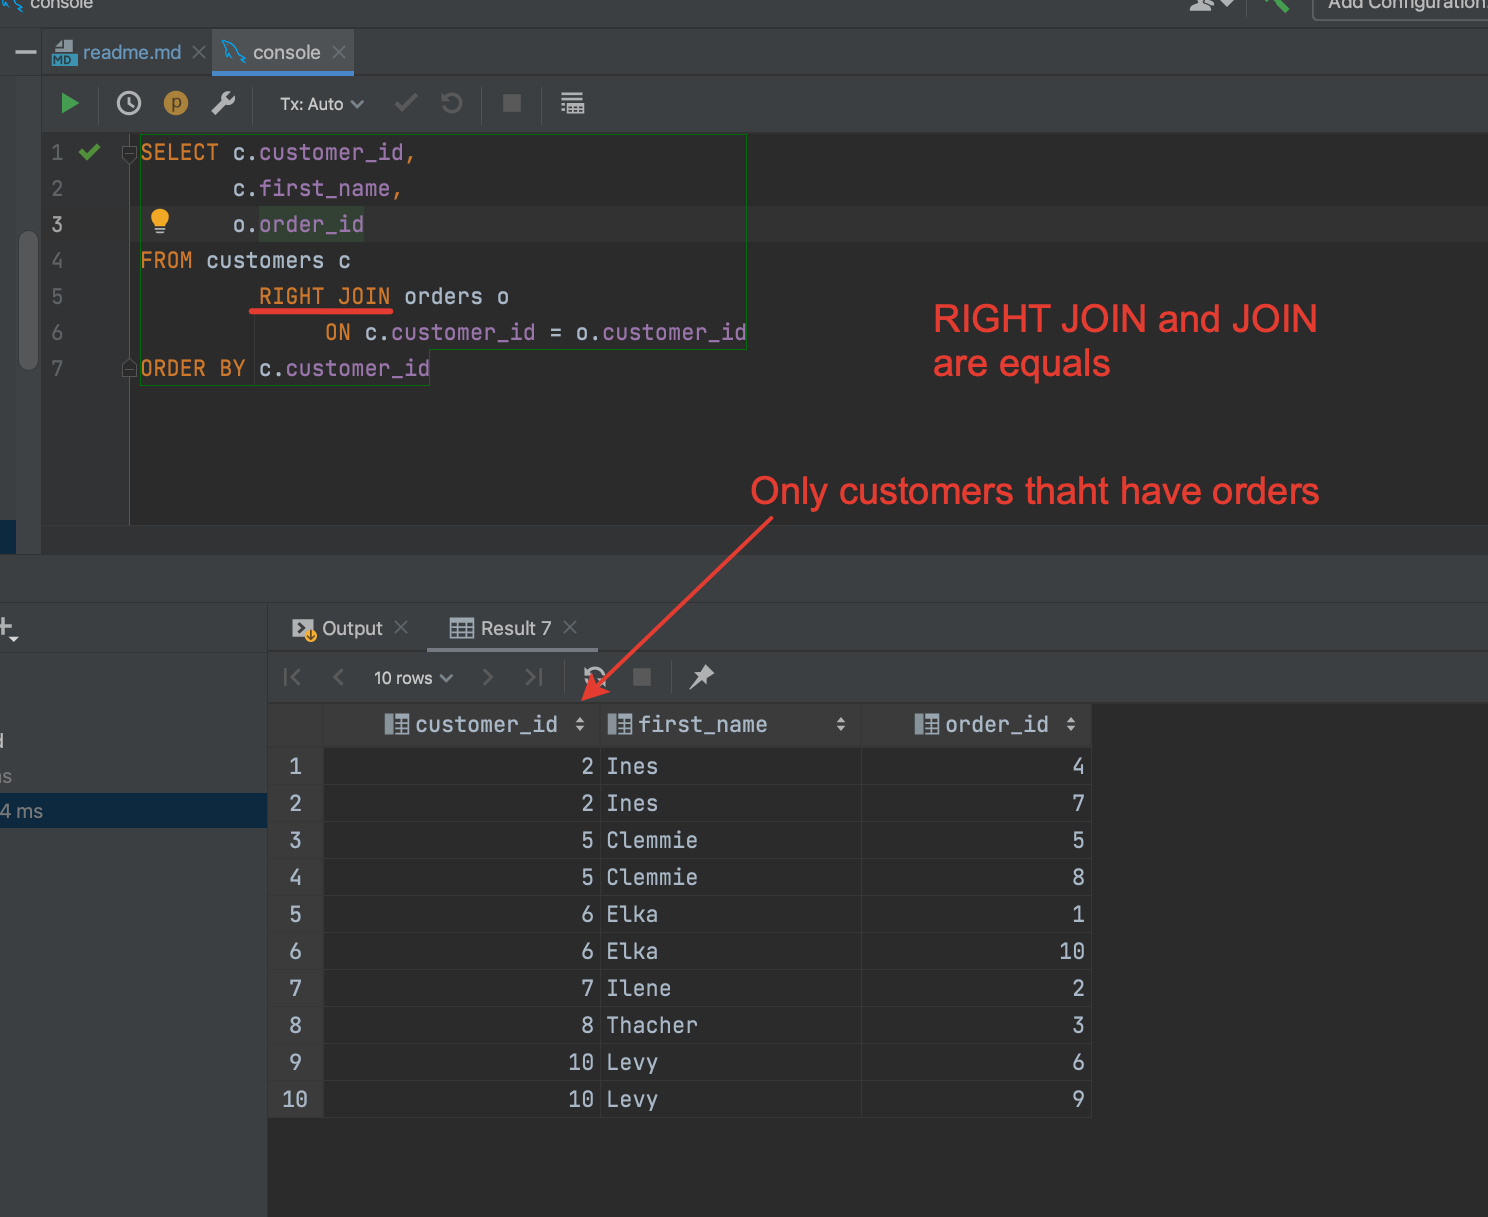 console
Add Configuration
readme.md
console
Tx: Auto
1 SELECT c.customer_id,
2 c.first_name,
3 o.order_id
4 FROM customers c
5 RIGHT JOIN orders o
6 ON c.customer_id = o.customer_id
7 ORDER BY c.customer_id
RIGHT JOIN and JOIN
are equals
Only customers thaht have orders
Output
Result 7
10 rows
4 ms
customer_id first_name order_id
1 2 Ines 4
2 2 Ines 7
3 5 Clemmie 5
4 5 Clemmie 8
5 6 Elka 1
6 6 Elka 10
7 7 Ilene 2
8 8 Thacher 3
9 10 Levy 6
10 10 Levy 9